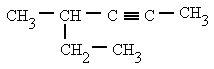 CH₃ — CH — C ≡ C — CH₃
CH₂ — CH₃